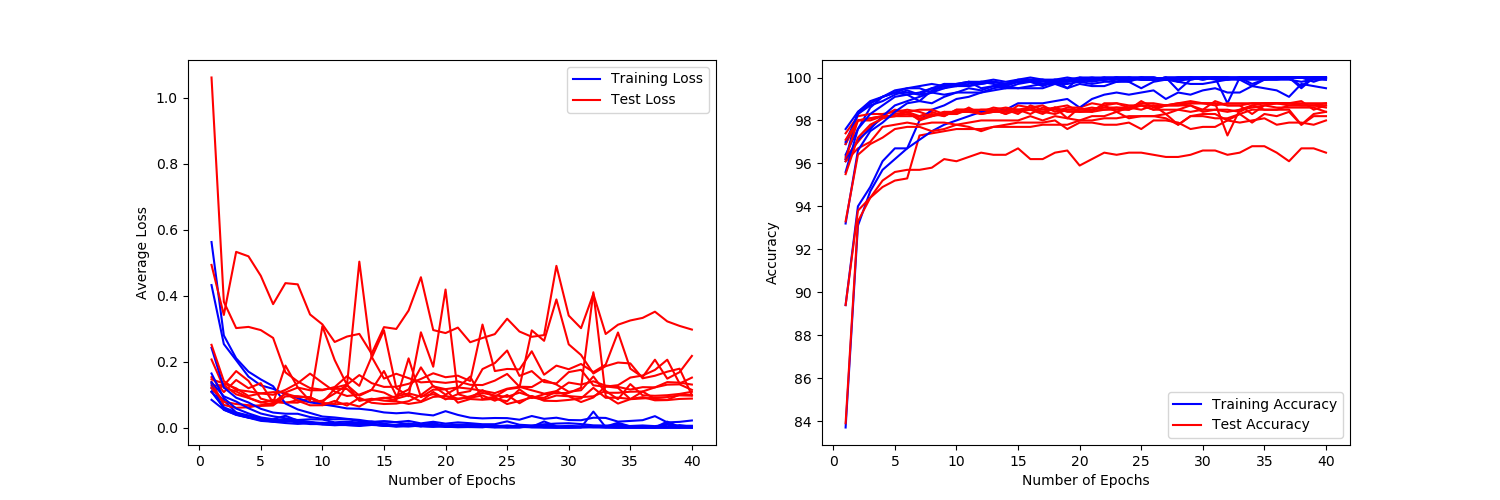 Average Loss
1.0
0.8
0.6
0.4
0.2
0.0
0 5 10 15 20 25 30 35 40
Number of Epochs
Training Loss
Test Loss
Accuracy
100
98
96
94
92
90
88
86
84
0 5 10 15 20 25 30 35 40
Number of Epochs
Training Accuracy
Test Accuracy